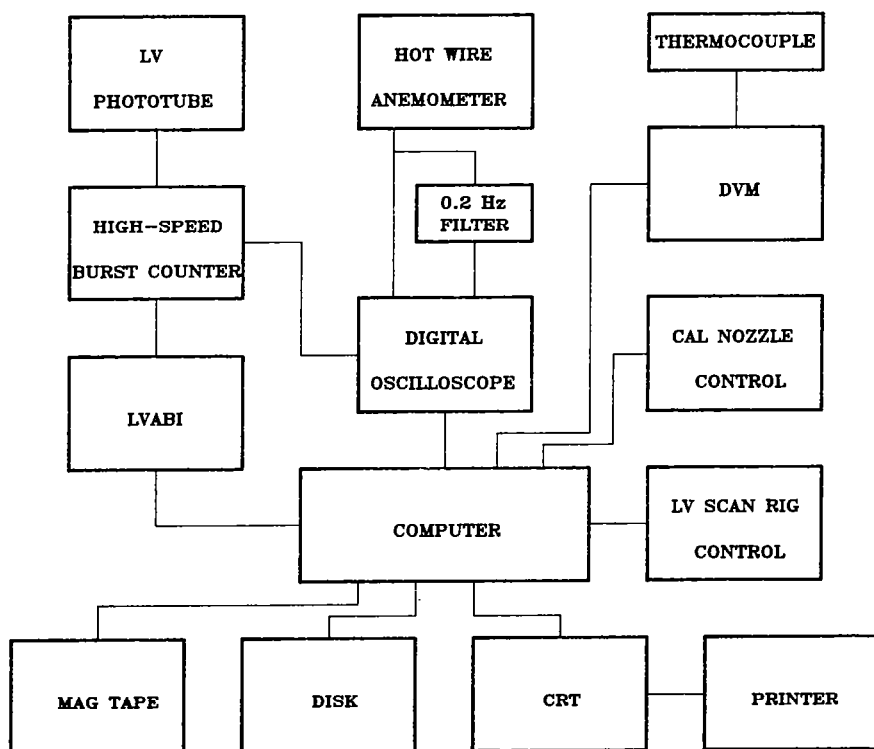 LV
PHOTOTUBE
HOT WIRE
ANEMOMETER
THERMOCOUPLE
DVM
0.2 Hz
FILTER
HIGH-SPEED
BURST COUNTER
DIGITAL
OSCILLOSCOPE
CAL NOZZLE
CONTROL
LVABI
COMPUTER
LV SCAN RIG
CONTROL
MAG TAPE
DISK
CRT
PRINTER